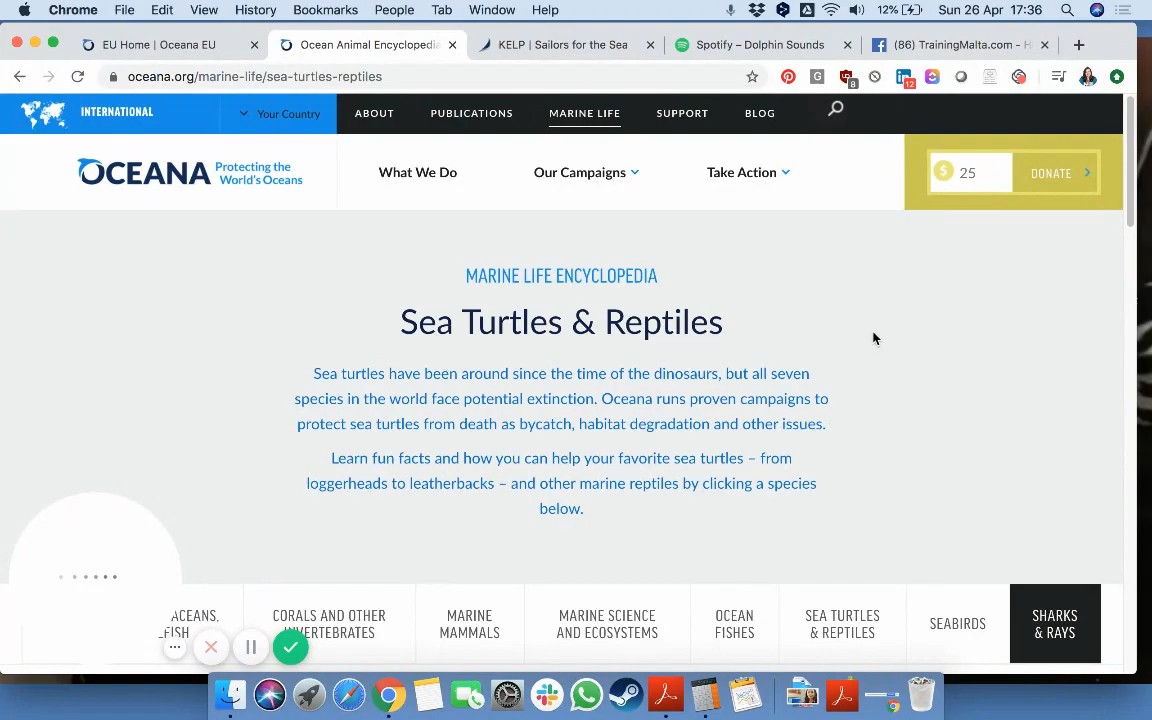 Chrome File Edit View History Bookmarks People Tab Window Help 12% Sun 26 Apr 17:36
EU Home | Oceana EU Ocean Animal Encyclopedia KELP | Sailors for the Sea Spotify – Dolphin Sounds (86) TrainingMalta.com - H
oceana.org/marine-life/sea-turtles-reptiles 8 12
INTERNATIONAL Your Country ABOUT PUBLICATIONS MARINE LIFE SUPPORT BLOG
OCEANA Protecting the
World's Oceans
What We Do Our Campaigns Take Action $ 25 DONATE
MARINE LIFE ENCYCLOPEDIA
Sea Turtles & Reptiles
Sea turtles have been around since the time of the dinosaurs, but all seven
species in the world face potential extinction. Oceana runs proven campaigns to
protect sea turtles from death as bycatch, habitat degradation and other issues.
Learn fun facts and how you can help your favorite sea turtles – from
loggerheads to leatherbacks – and other marine reptiles by clicking a species
below.
ACEANS,
FISH
CORALS AND OTHER
INVERTEBRATES
MARINE
MAMMALS
MARINE SCIENCE
AND ECOSYSTEMS
OCEAN
FISHES
SEA TURTLES
& REPTILES
SEABIRDS
SHARKS
& RAYS